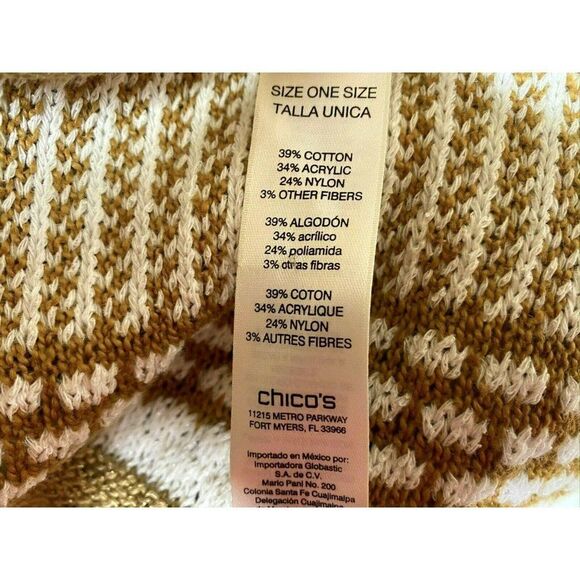 SIZE ONE SIZE
TALLA UNICA
39% COTTON
34% ACRYLIC
24% NYLON
3% OTHER FIBERS
39% ALGODÓN
34% acrílico
24% poliamida
3% otras fibras
39% COTON
34% ACRYLIQUE
24% NYLON
3% AUTRES FIBRES
chico's
11215 METRO PARKWAY
FORT MYERS, FL 33966
Importado en México por:
Importadora Globastic
S.A. de C.V.
Mario Pani No. 200
Colonia Santa Fe Cuajimalpa
Delegación Cuajimalpa